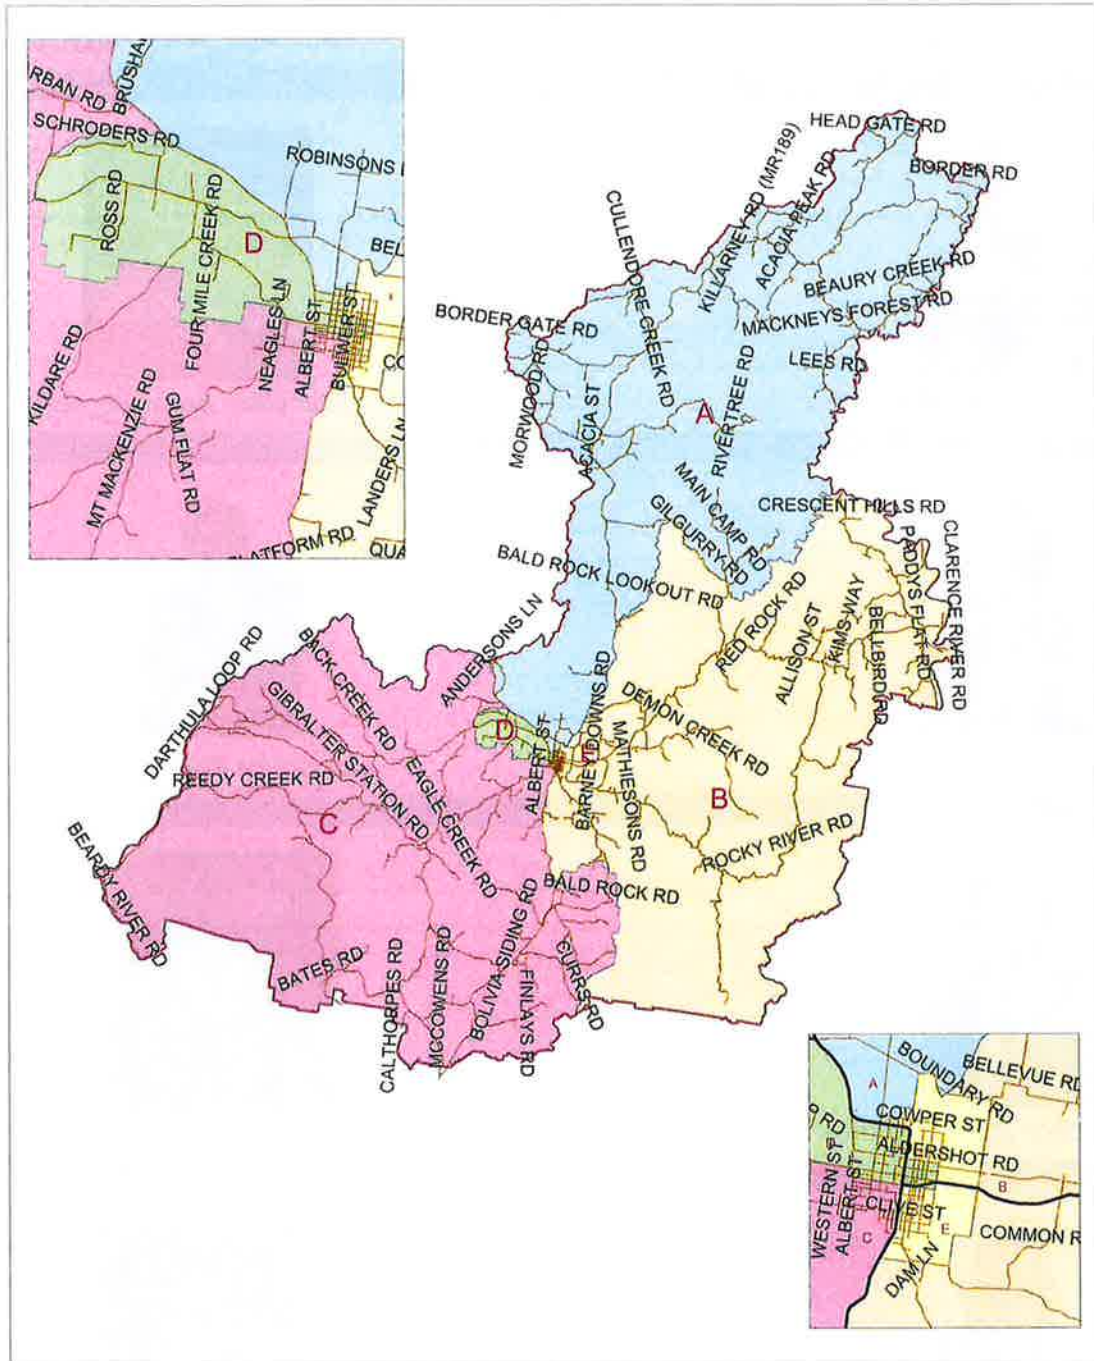 BRUSHA
RBAN RD
SCHRODERS RD
ROBINSONS
ROSS RD
FOUR MILE CREEK RD
D
BEL
NEAGLES LN
ALBERT ST
BULWER ST
CO
KILDARE RD
MT MACKENZIE RD
GUM FLAT RD
LANDERS LN
LATFORM RD
QUA
HEAD GATE RD
BORDER RD
KILLARNEY RD (MR189)
ACACIA PEAK RD
CULLENDORE CREEK RD
BEAURY CREEK RD
MACKNEYS FOREST RD
BORDER GATE RD
LEES RD
MORWOOD RD
ACACIA ST
A
RIVERTREE RD
MAIN CAMP RD
GILGURRY RD
CRESCENT HILLS RD
PADDYS FLAT RD
CLARENCE RIVER RD
BALD ROCK LOOKOUT RD
RED ROCK RD
ALLISON ST
KIMS WAY
BELLBIRD RD
ANDERSONS LN
BACK CREEK RD
DARTHULA LOOP RD
GIBRALTER STATION RD
DEMON CREEK RD
D
ALBERT ST
E
BARNEY DOWNS RD
MATHIESONS RD
REEDY CREEK RD
EAGLE CREEK RD
B
C
ROCKY RIVER RD
BEARDY RIVER RD
BALD ROCK RD
BATES RD
CALTHORPES RD
MCCOWENS RD
BOLIVIA SIDING RD
FINLAYS RD
CURRS RD
A
BOUNDARY RD
BELLEVUE RD
COWPER ST
RD
ALDERSHOT RD
WESTERN ST
ALBERT ST
B
CLIVE ST
E
C
COMMON R
DAM LN